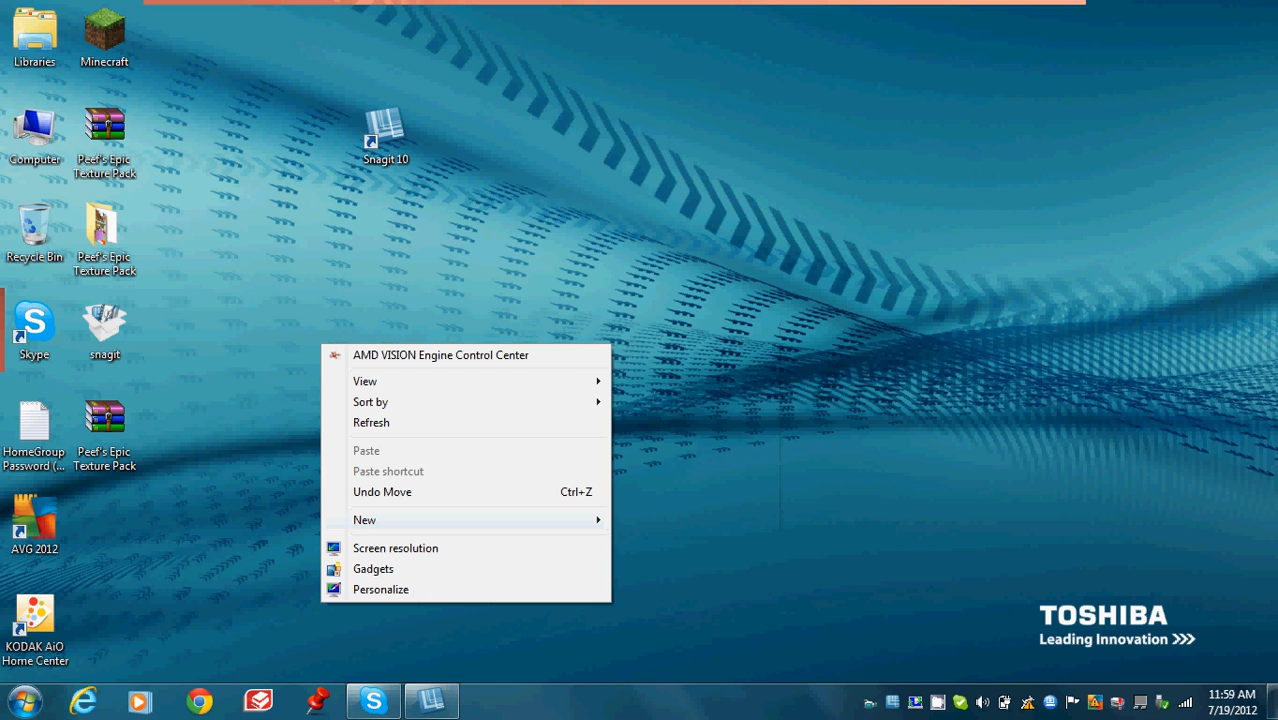 Libraries
Minecraft
Computer
Peef's Epic
Texture Pack
Snagit 10
Recycle Bin
Peef's Epic
Texture Pack
Skype
snagit
HomeGroup
Password (...
Peef's Epic
Texture Pack
AVG 2012
KODAK AiO
Home Center
AMD VISION Engine Control Center
View
Sort by
Refresh
Paste
Paste shortcut
Undo Move Ctrl+Z
New
Screen resolution
Gadgets
Personalize
TOSHIBA
Leading Innovation >>>
11:59 AM
7/19/2012